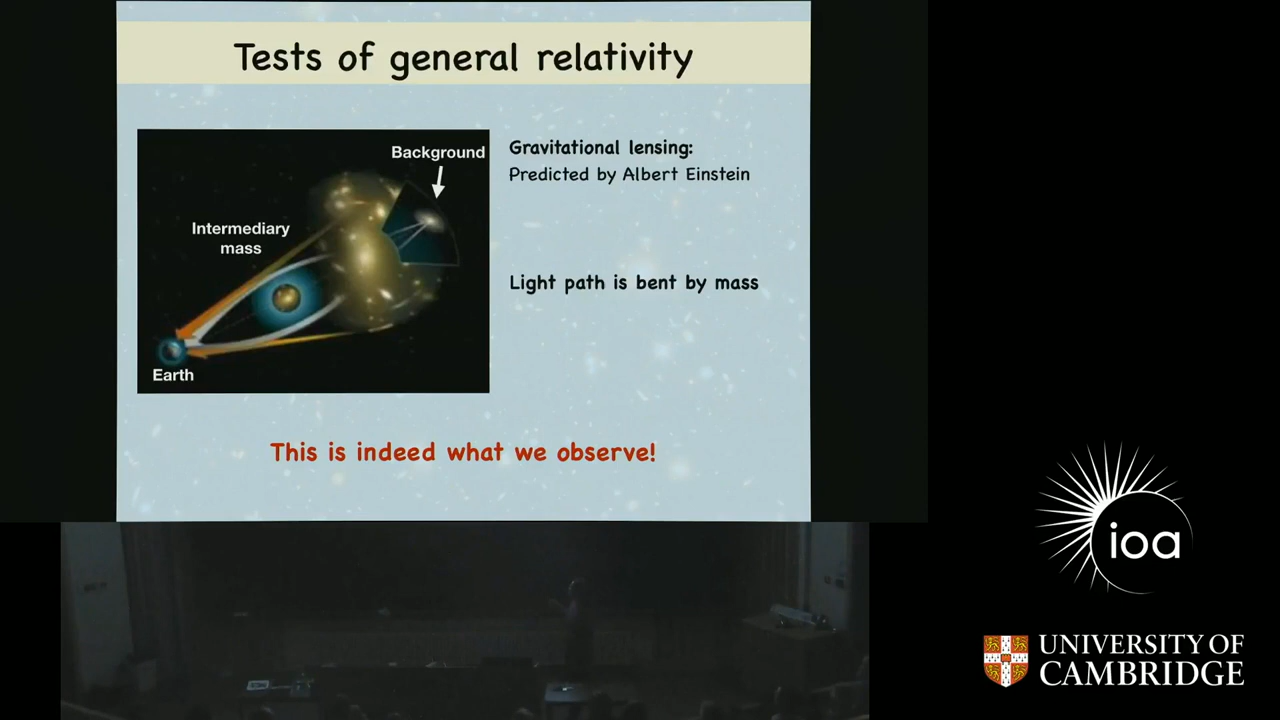 Tests of general relativity
Background
Intermediary
mass
Earth
Gravitational lensing:
Predicted by Albert Einstein
Light path is bent by mass
This is indeed what we observe!
ioa
UNIVERSITY OF
CAMBRIDGE